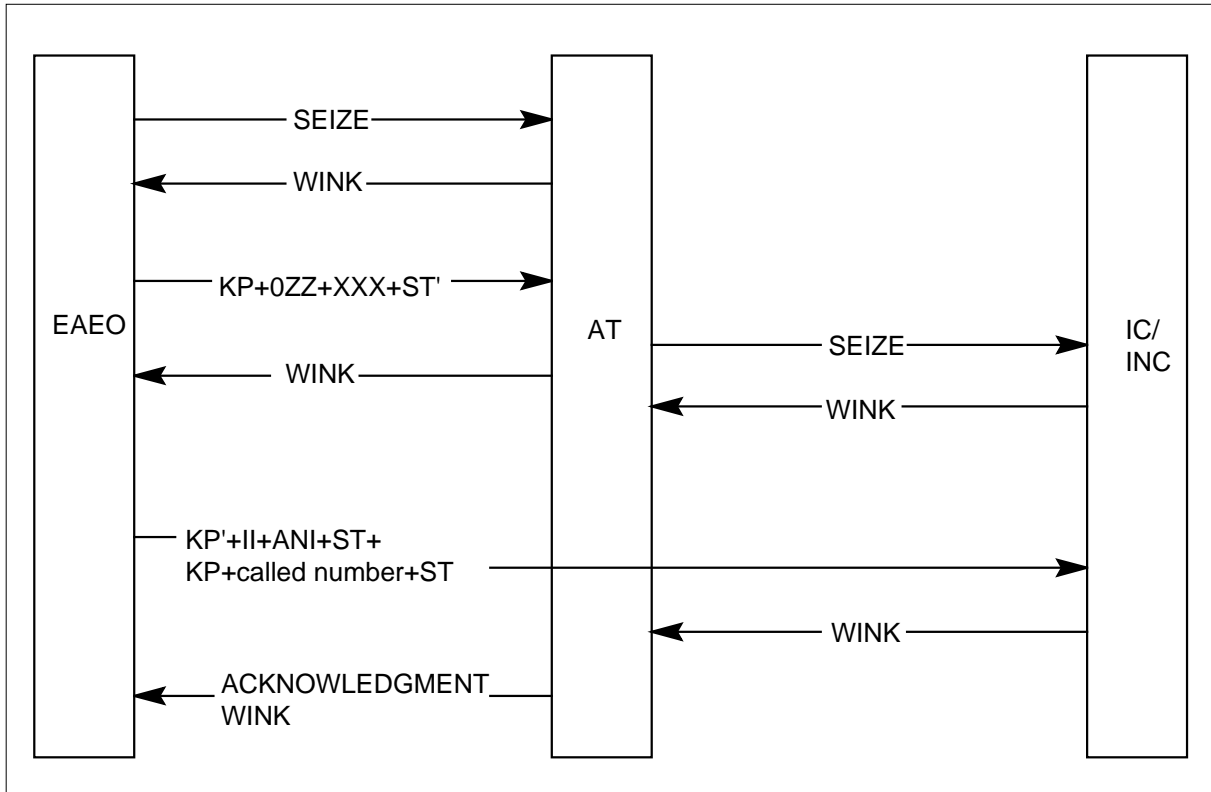 SEIZE
WINK
KP+0ZZ+XXX+ST'
EAEO
AT
IC/
INC
SEIZE
WINK
WINK
KP'+II+ANI+ST+
KP+called number+ST
WINK
ACKNOWLEDGMENT
WINK